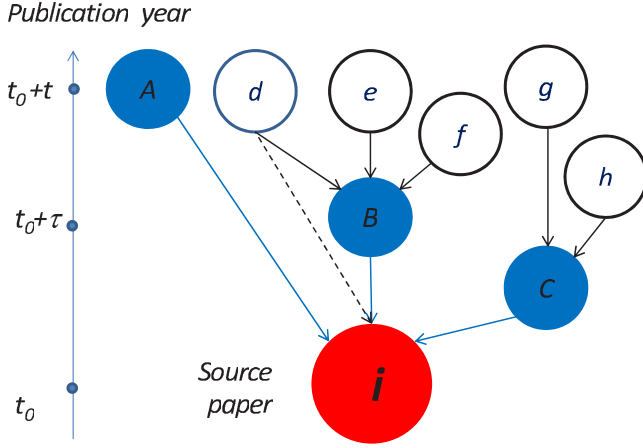 Publication year
t₀+t
A
d
e
g
f
h
t₀+τ
B
C
Source
paper
i
t₀